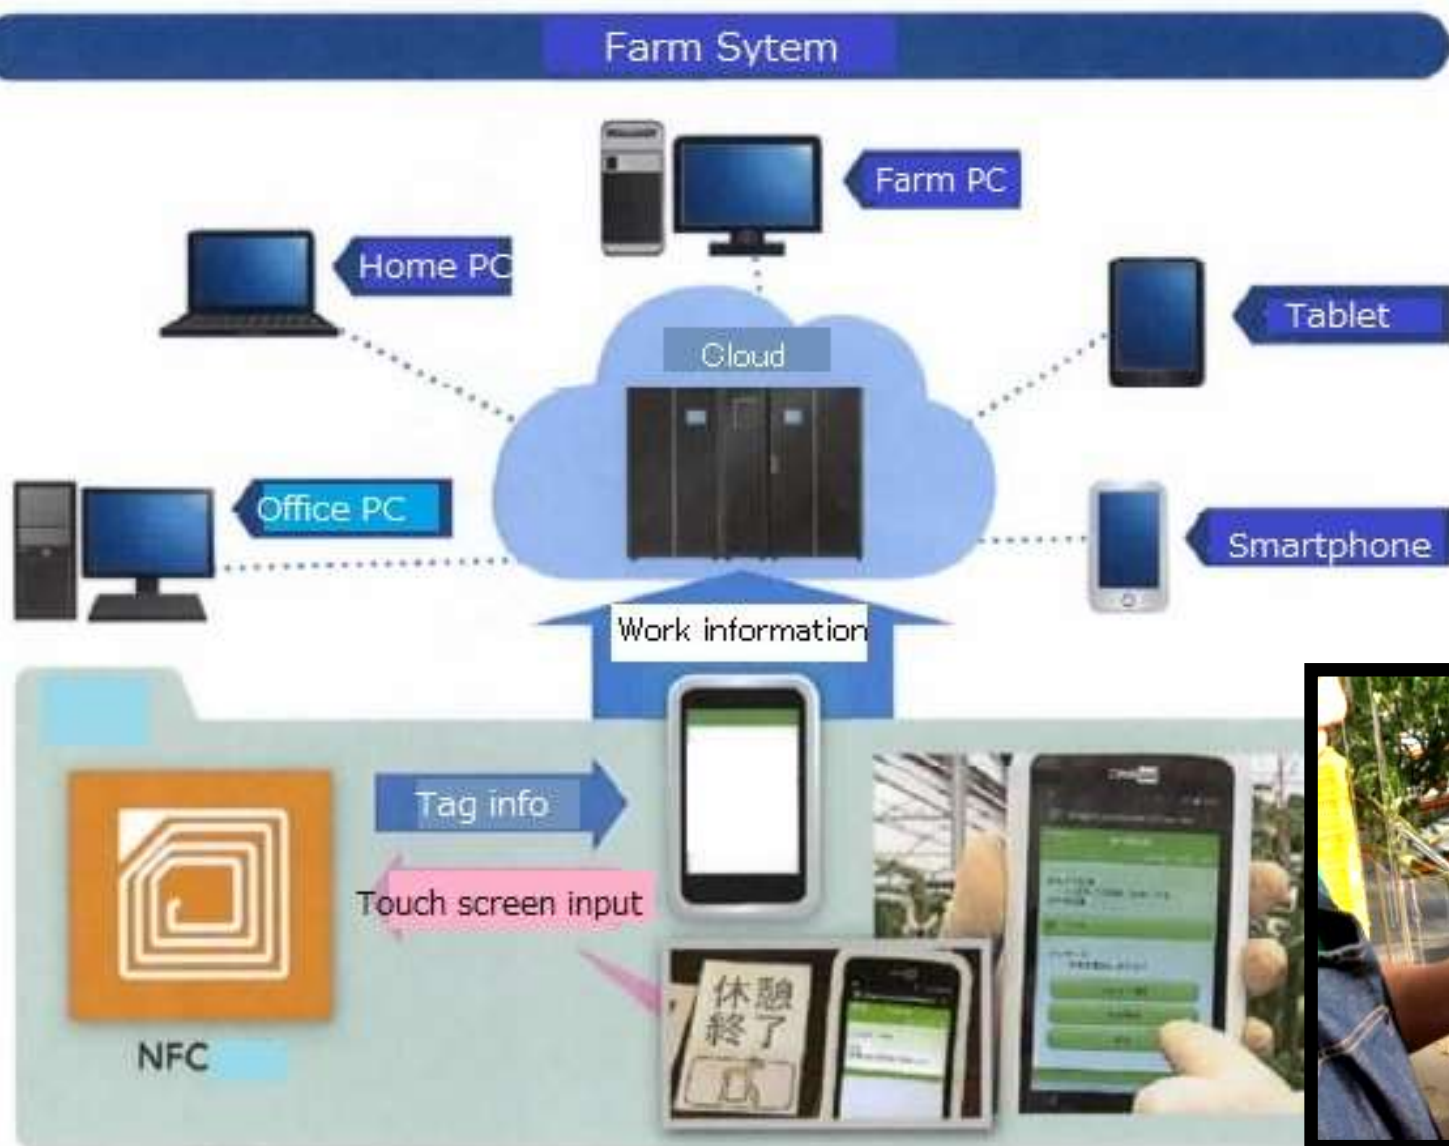 Farm Sytem
Farm PC
Home PC
Tablet
Cloud
Office PC
Smartphone
Work information
Tag info
Touch screen input
休憩
終了
NFC